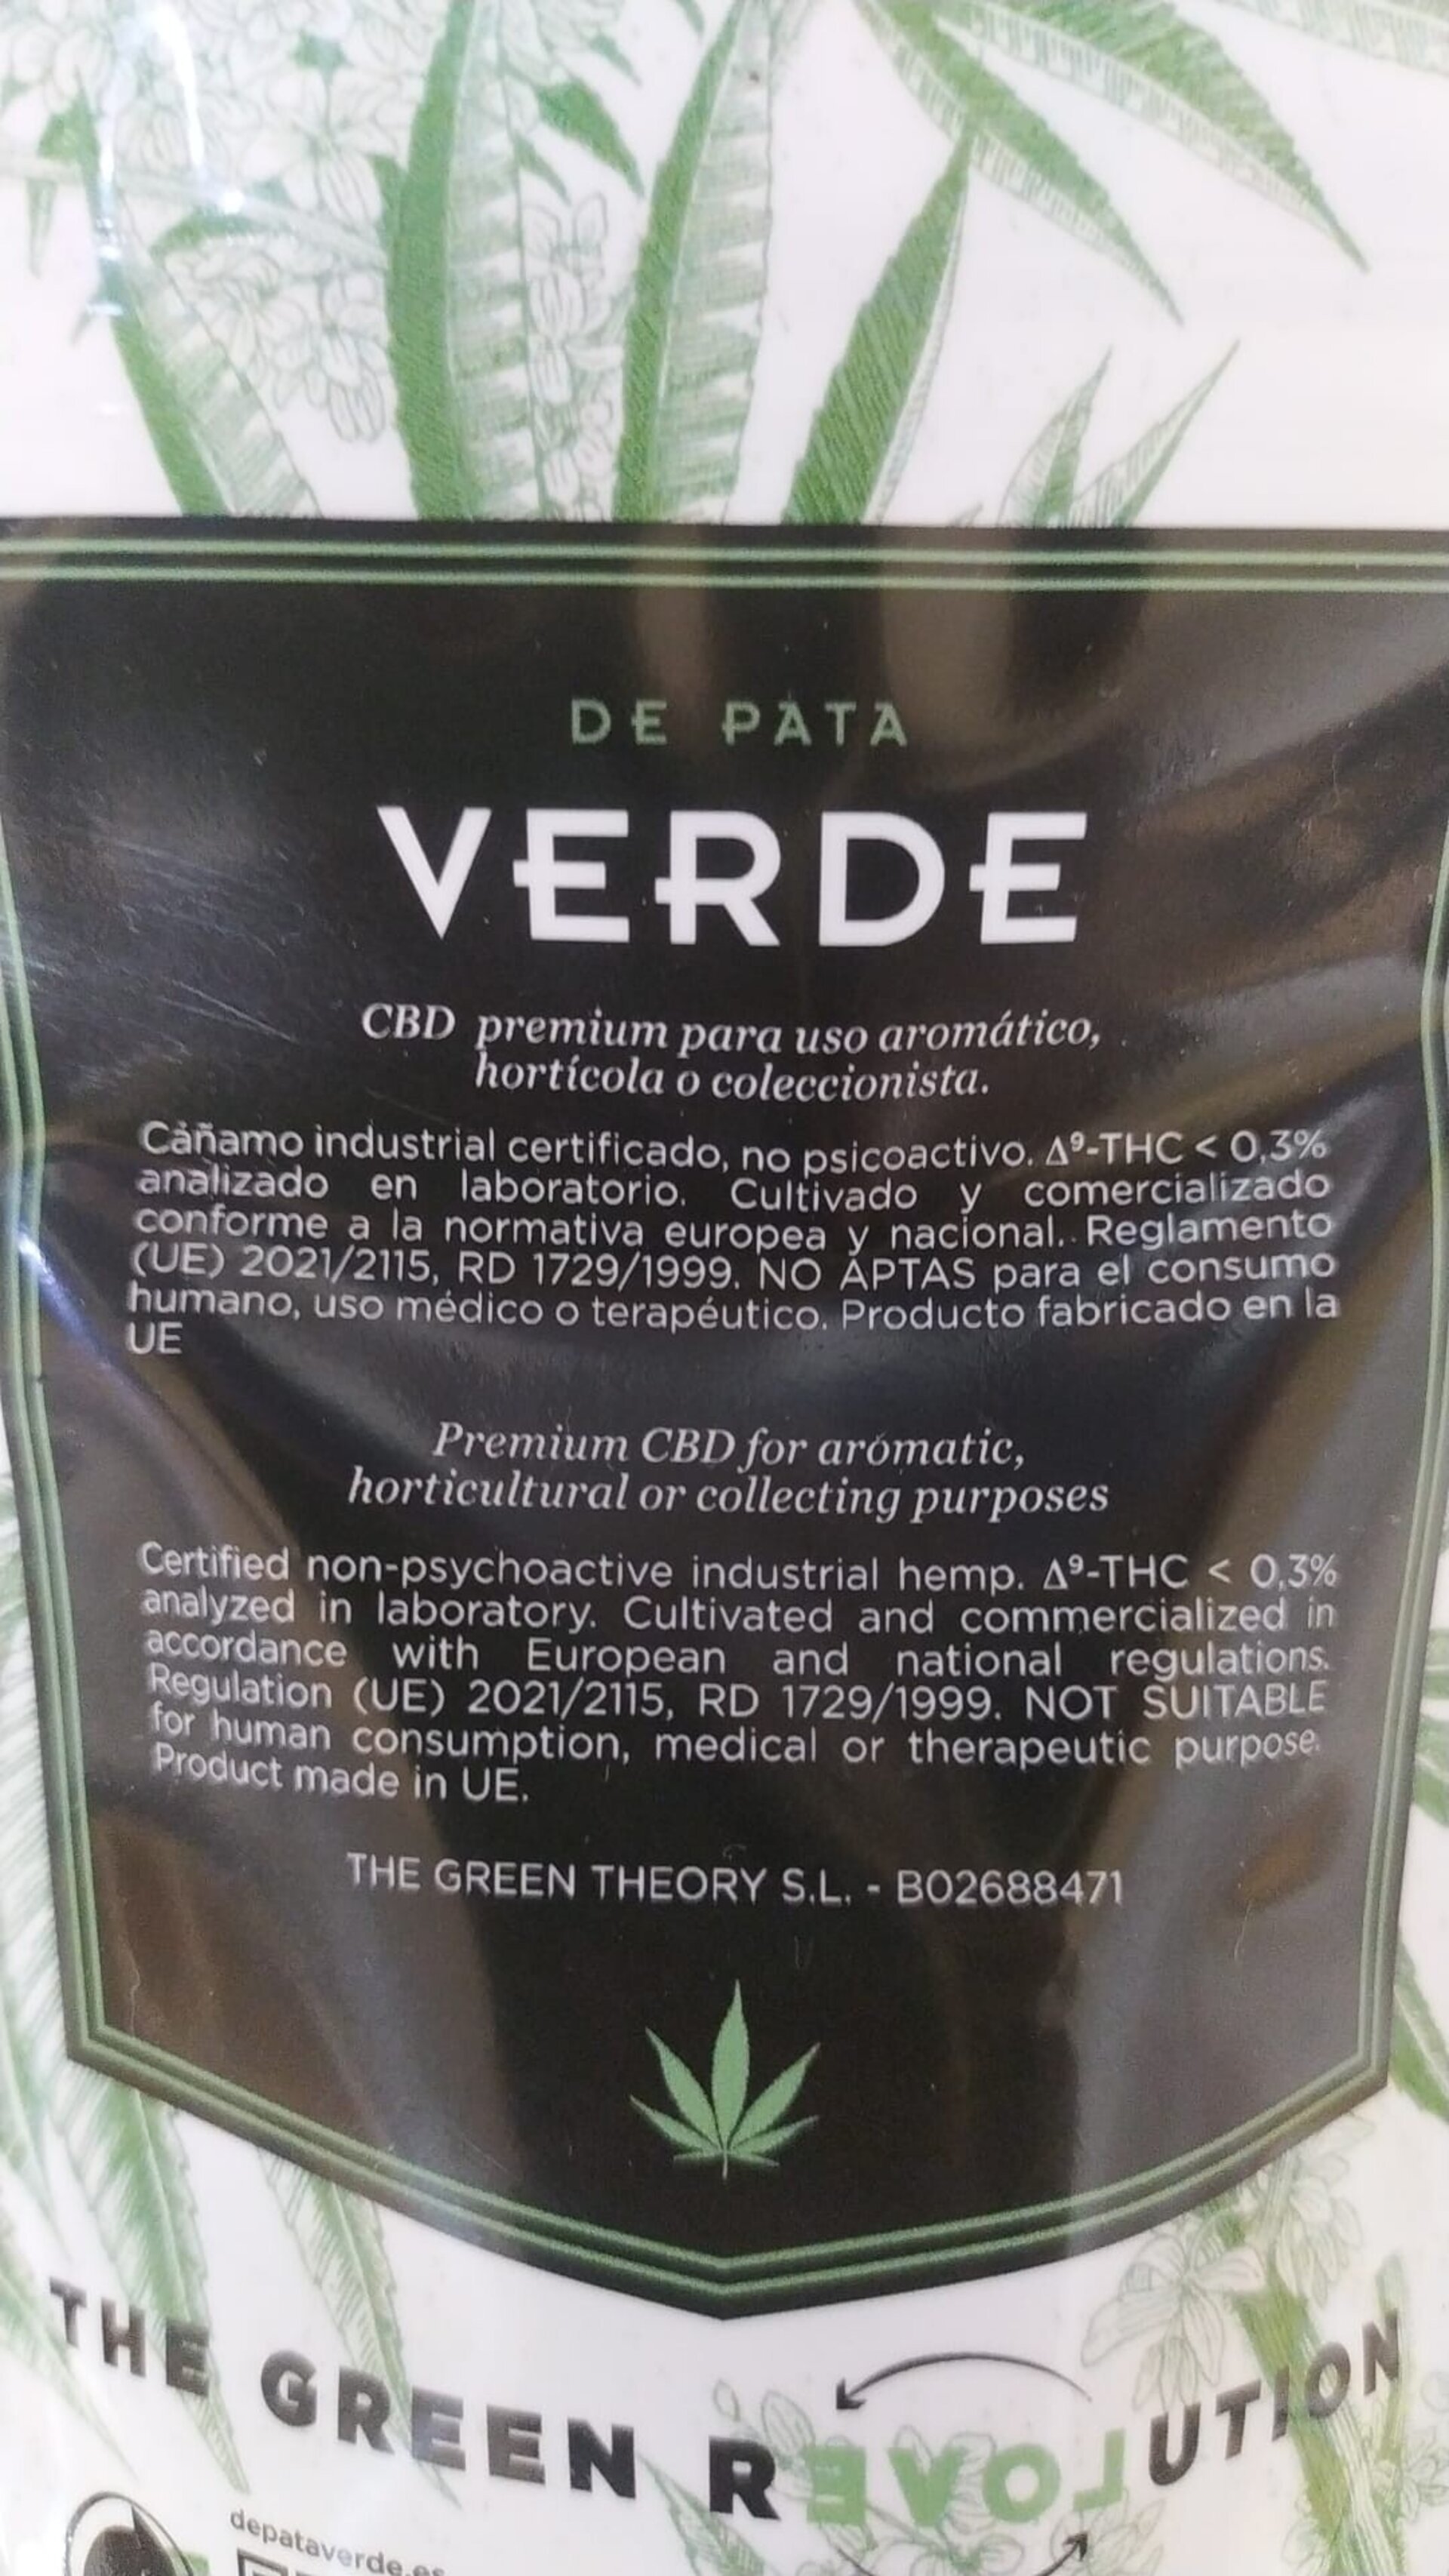 DE PATA
VERDE
CBD premium para uso aromático,
hortícola o coleccionista.
Cáñamo industrial certificado, no psicoactivo. Δ⁹-THC < 0,3%
analizado en laboratorio. Cultivado y comercializado
conforme a la normativa europea y nacional. Reglamento
(UE) 2021/2115, RD 1729/1999. NO APTAS para el consumo
humano, uso médico o terapéutico. Producto fabricado en la
UE
Premium CBD for aromatic,
horticultural or collecting purposes
Certified non-psychoactive industrial hemp. Δ⁹-THC < 0,3%
analyzed in laboratory. Cultivated and commercialized in
accordance with European and national regulations.
Regulation (UE) 2021/2115, RD 1729/1999. NOT SUITABLE
for human consumption, medical or therapeutic purpose.
Product made in UE.
THE GREEN THEORY S.L. - B02688471
THE GREEN REVOLUTION
depataverde.es